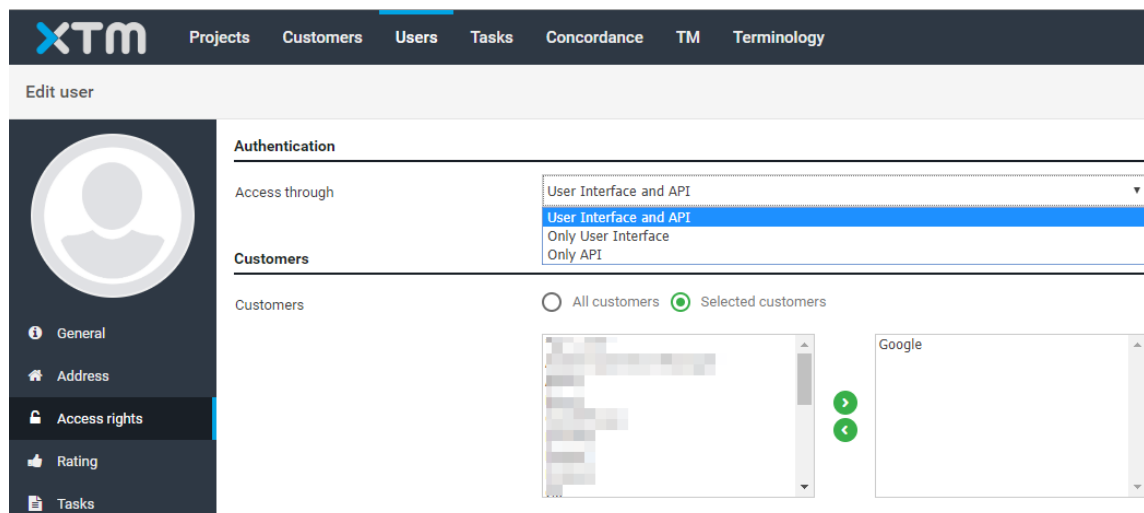 XTM Projects Customers Users Tasks Concordance TM Terminology
Edit user
Authentication
Access through User Interface and API
User Interface and API
Only User Interface
Only API
Customers
Customers All customers Selected customers
Google
General
Address
Access rights
Rating
Tasks